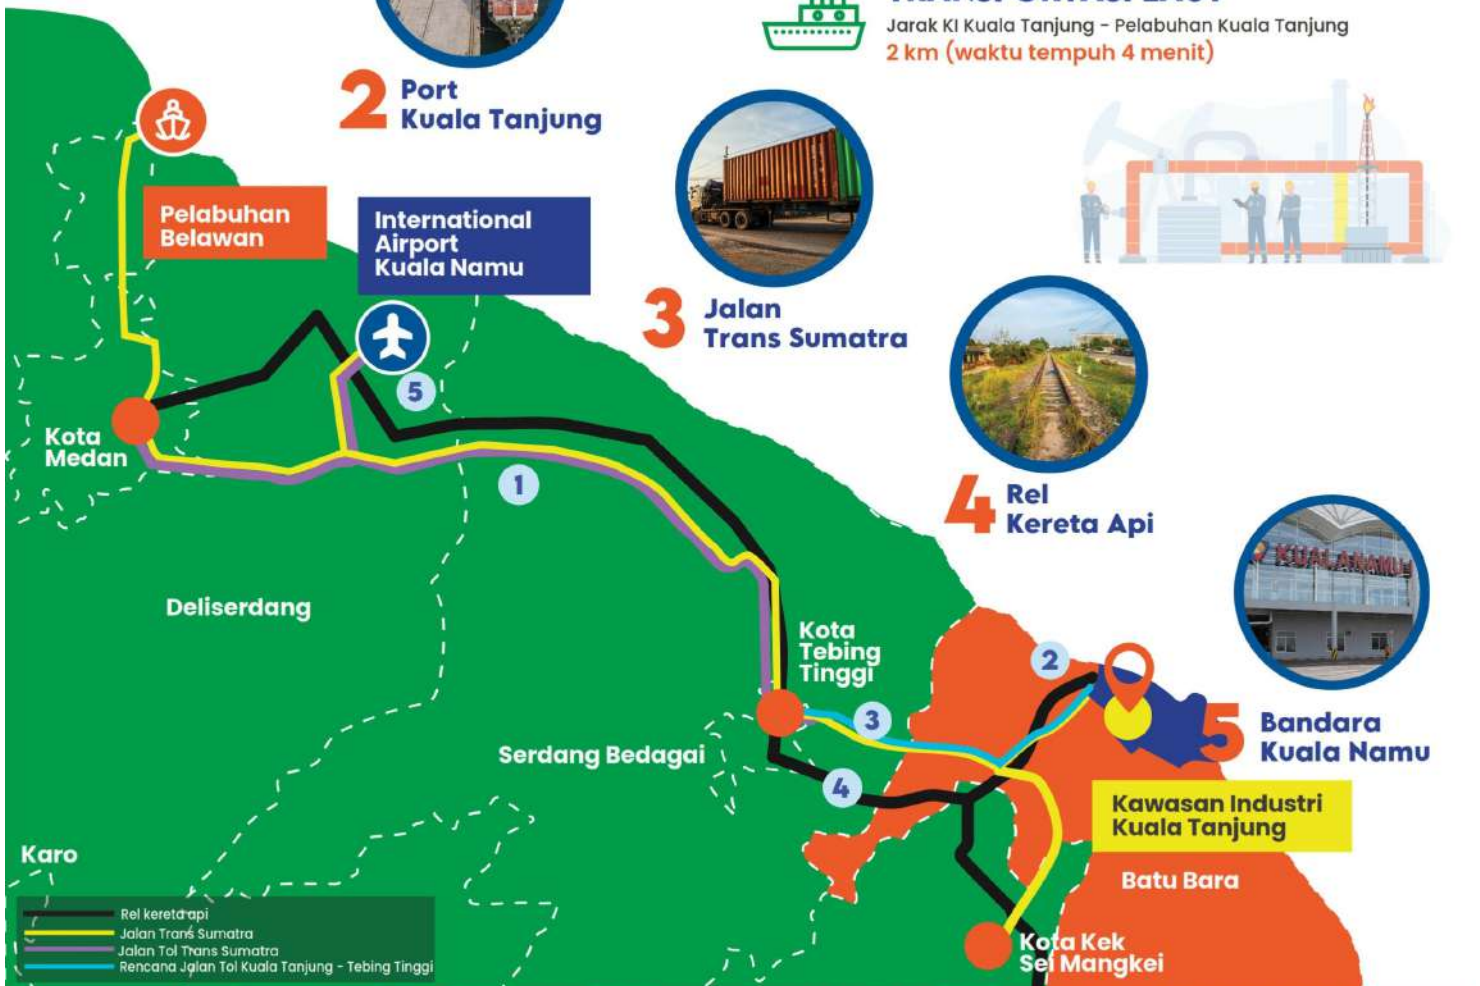 Jarak KI Kuala Tanjung - Pelabuhan Kuala Tanjung
2 km (waktu tempuh 4 menit)
2 Port
Kuala Tanjung
Pelabuhan
Belawan
International
Airport
Kuala Namu
3 Jalan
Trans Sumatra
5
Kota
Medan
1
4 Rel
Kereta Api
KUALANAMU
Deliserdang
Kota
Tebing
Tinggi
2
3
5 Bandara
Kuala Namu
Serdang Bedagai
4
Kawasan Industri
Kuala Tanjung
Karo
Batu Bara
Kota Kek
Sei Mangkei
Rel kereta api
Jalan Trans Sumatra
Jalan Tol Trans Sumatra
Rencana Jalan Tol Kuala Tanjung - Tebing Tinggi